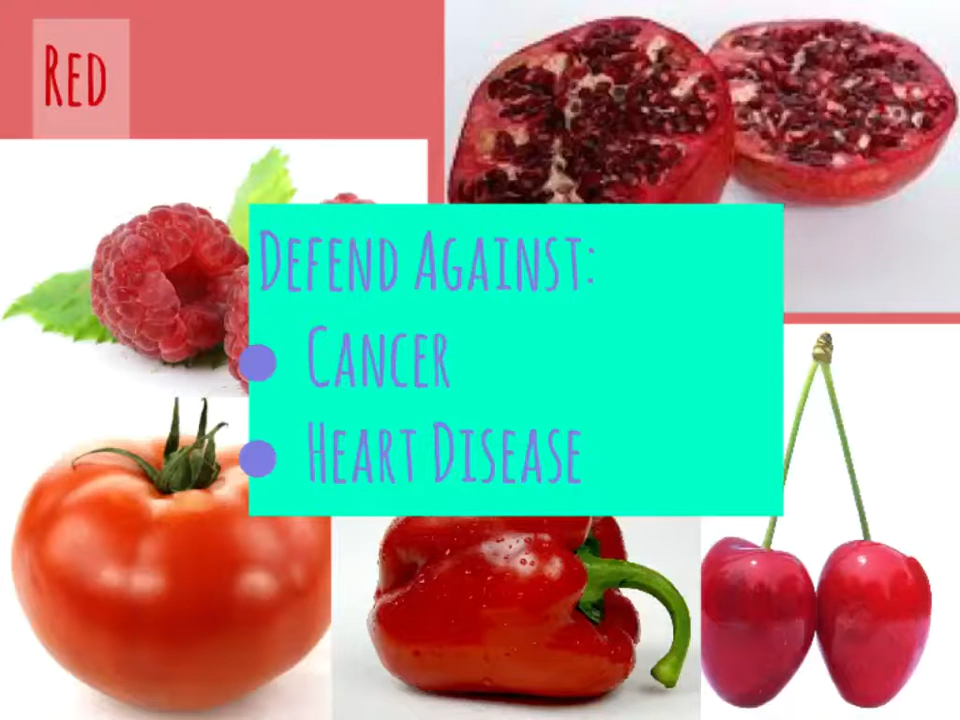 Red
Defend Against:
● Cancer
● Heart Disease